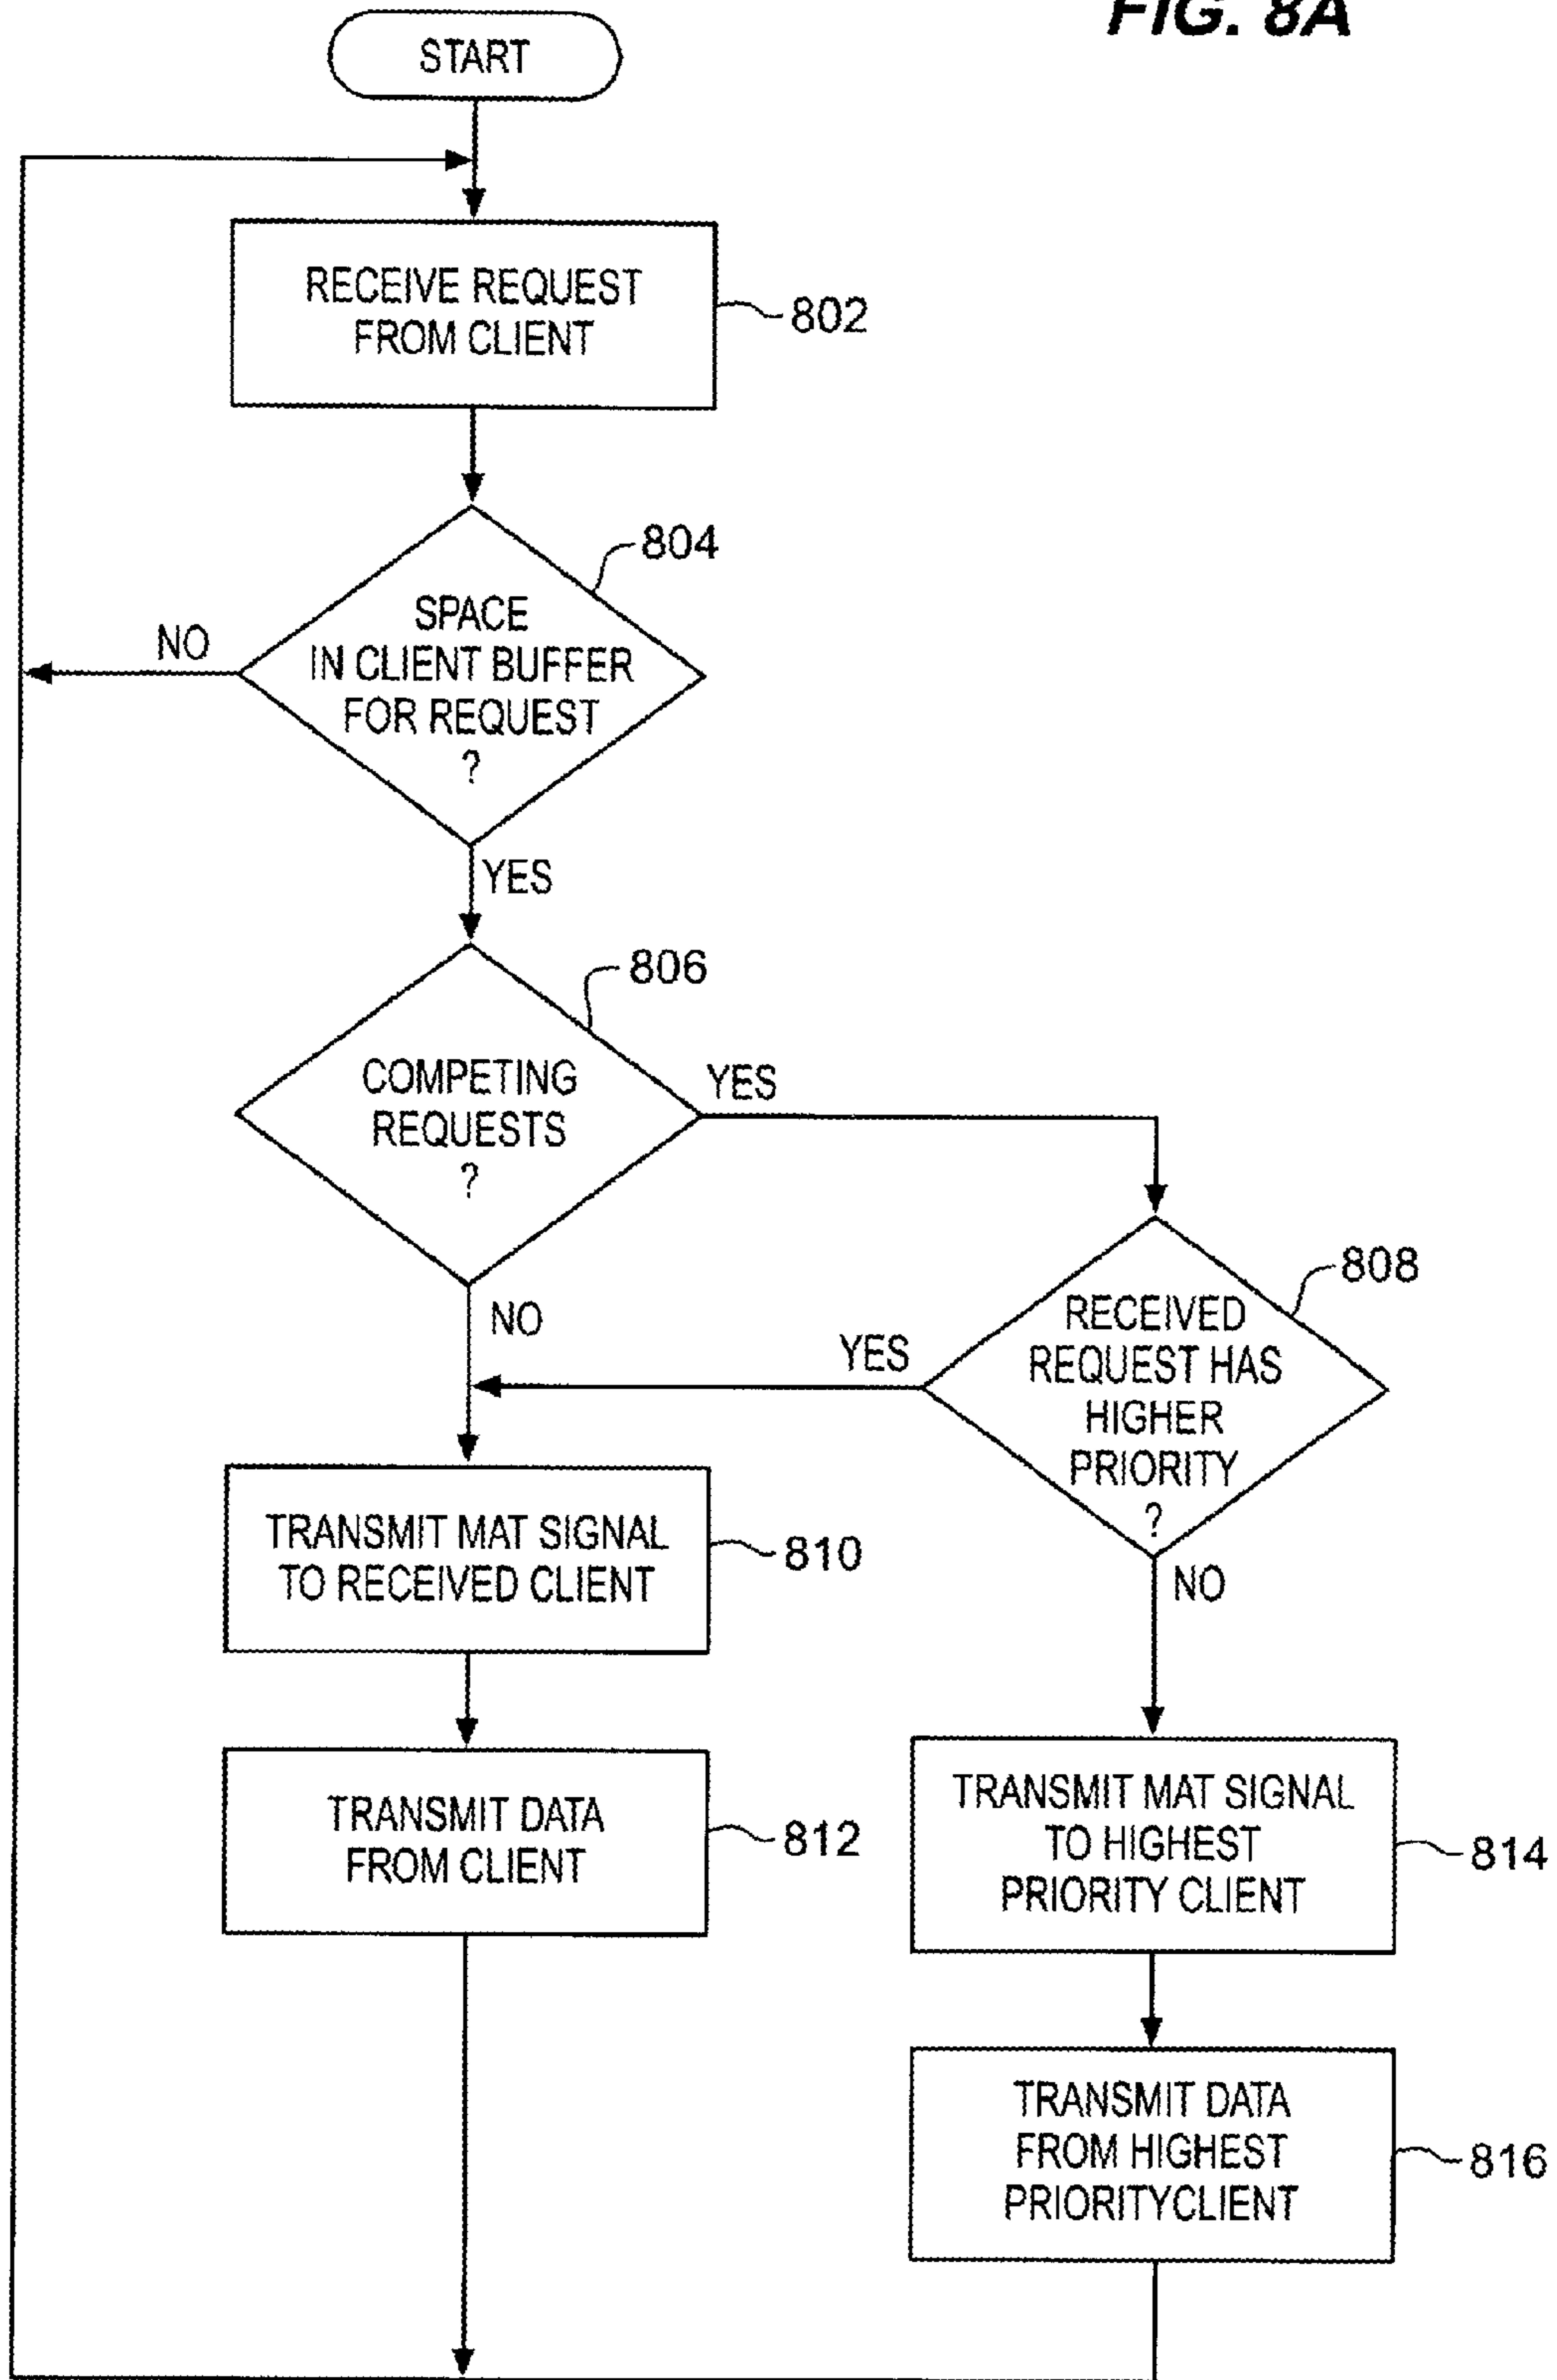 FIG. 8A
START
RECEIVE REQUEST
FROM CLIENT
802
804
SPACE
IN CLIENT BUFFER
FOR REQUEST
?
NO
YES
806
COMPETING
REQUESTS
?
YES
NO
808
RECEIVED
REQUEST HAS
HIGHER
PRIORITY
?
YES
NO
TRANSMIT MAT SIGNAL
TO RECEIVED CLIENT
810
TRANSMIT DATA
FROM CLIENT
812
TRANSMIT MAT SIGNAL
TO HIGHEST
PRIORITY CLIENT
814
TRANSMIT DATA
FROM HIGHEST
PRIORITYCLIENT
816